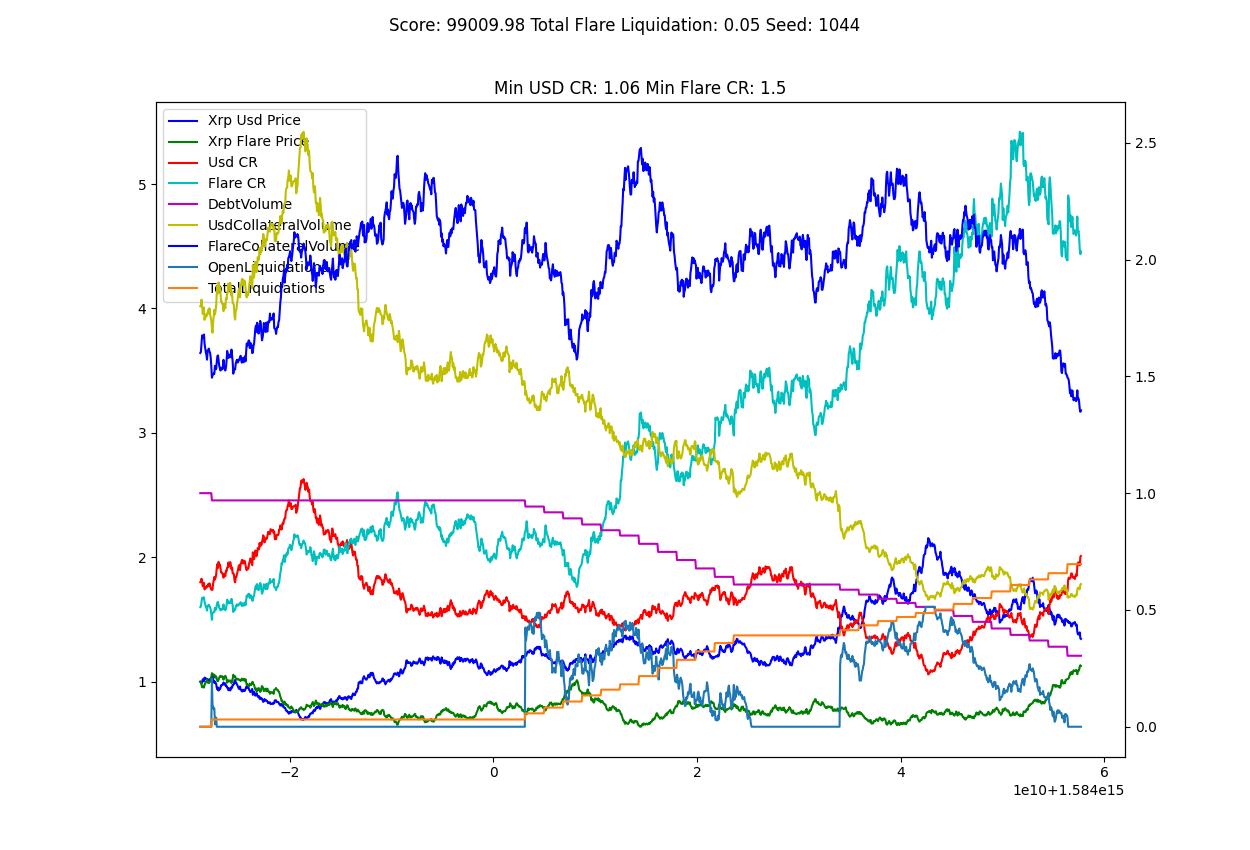 Score: 99009.98 Total Flare Liquidation: 0.05 Seed: 1044
Min USD CR: 1.06 Min Flare CR: 1.5
Xrp Usd Price
Xrp Flare Price
Usd CR
Flare CR
DebtVolume
UsdCollateralVolume
FlareCollateralVolume
OpenLiquidations
TotalLiquidations
5
4
3
2
1
2.5
2.0
1.5
1.0
0.5
0.0
−2
0
2
4
6
1e10+1.584e15